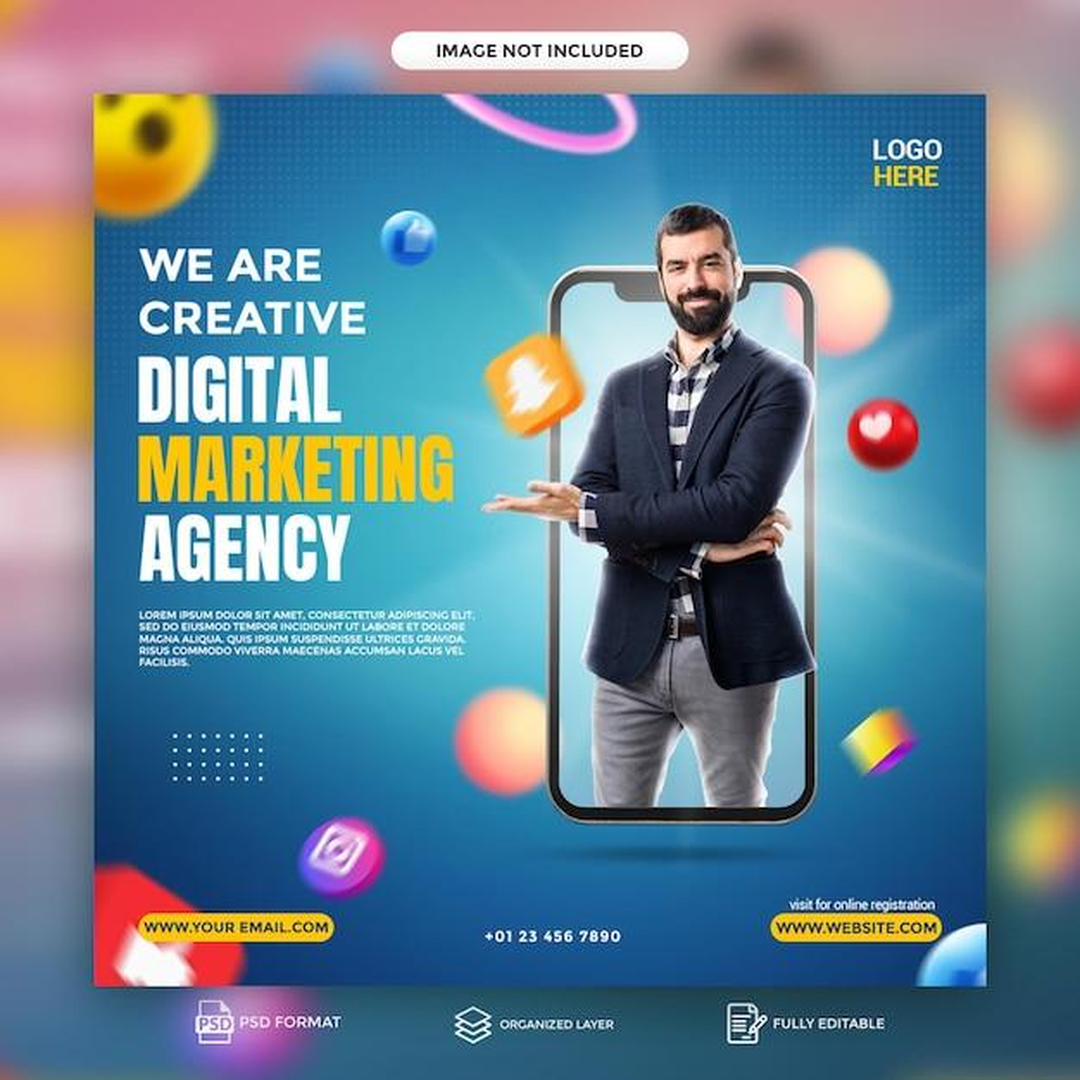 IMAGE NOT INCLUDED
LOGO
HERE
WE ARE
CREATIVE
DIGITAL
MARKETING
AGENCY
LOREM IPSUM DOLOR SIT AMET, CONSECTETUR ADIPISCING ELIT,
SED DO EIUSMOD TEMPOR INCIDIDUNT UT LABORE ET DOLORE
MAGNA ALIQUA. QUIS IPSUM SUSPENDISSE ULTRICES GRAVIDA.
RISUS COMMODO VIVERRA MAECENAS ACCUMSAN LACUS VEL
FACILISIS.
visit for online registration
WWW.YOUR EMAIL.COM
+01 23 456 7890
WWW.WEBSITE.COM
PSD
PSD FORMAT
ORGANIZED LAYER
FULLY EDITABLE